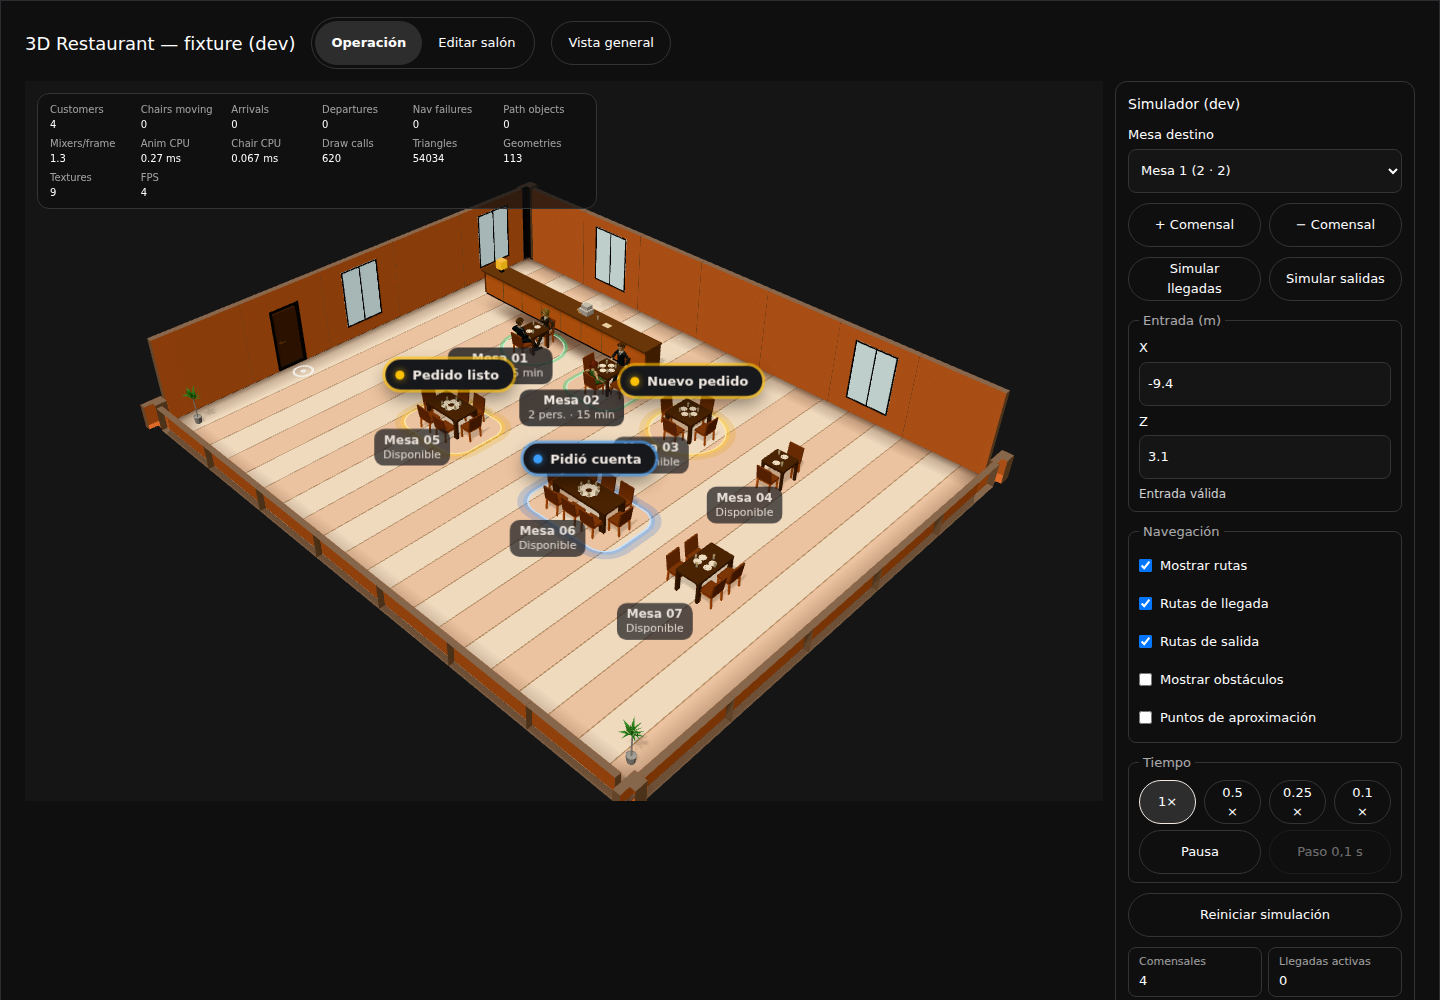 3D Restaurant — fixture (dev)
Operación
Editar salón
Vista general
Customers
Chairs moving
Arrivals
Departures
Nav failures
Path objects
4
0
0
0
0
0
Mixers/frame
Anim CPU
Chair CPU
Draw calls
Triangles
Geometries
1.3
0.27 ms
0.067 ms
620
54034
113
Textures
FPS
9
4
Mesa 01
5 min
Pedido listo
Nuevo pedido
Mesa 02
2 pers. · 15 min
Mesa 05
Disponible
03
Pidió cuenta
Mesa 04
Disponible
Mesa 06
Disponible
Mesa 07
Disponible
Simulador (dev)
Mesa destino
Mesa 1 (2 · 2)
+ Comensal
− Comensal
Simular
llegadas
Simular salidas
Entrada (m)
X
-9.4
Z
3.1
Entrada válida
Navegación
Mostrar rutas
Rutas de llegada
Rutas de salida
Mostrar obstáculos
Puntos de aproximación
Tiempo
1×
0.5
×
0.25
×
0.1
×
Pausa
Paso 0,1 s
Reiniciar simulación
Comensales
4
Llegadas activas
0